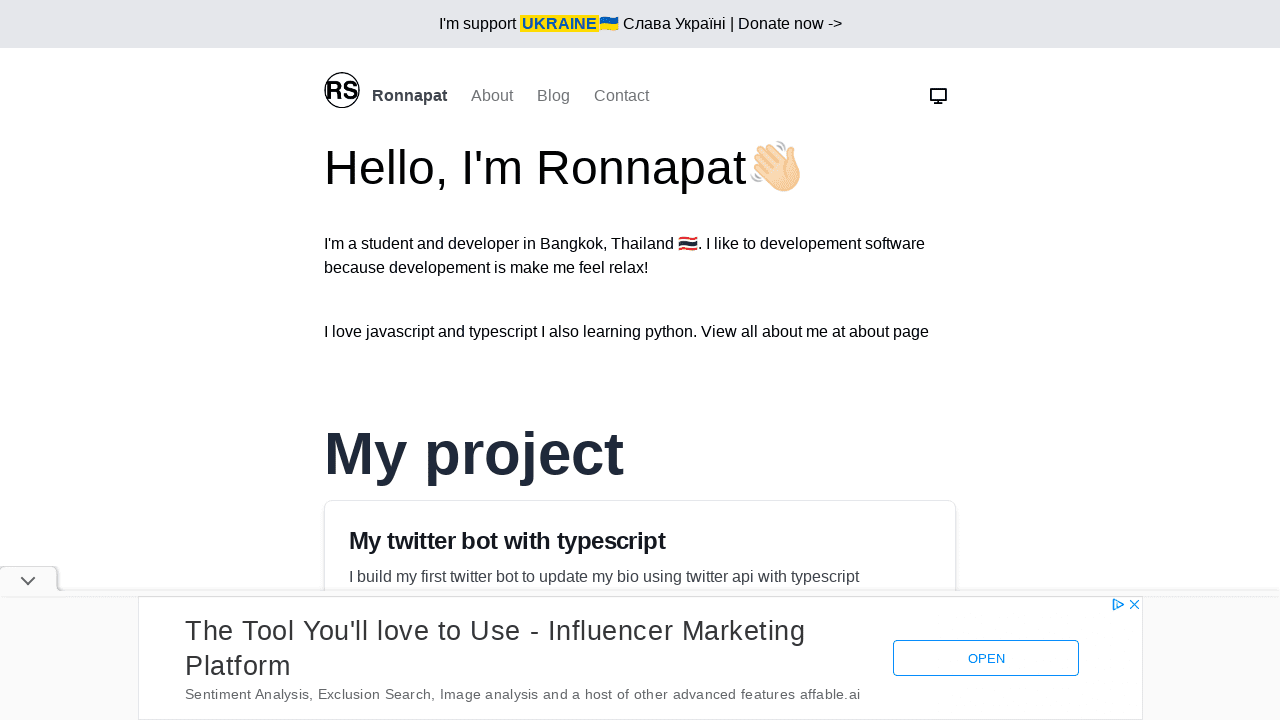 I'm support UKRAINE🇺🇦 Слава Україні | Donate now ->
RS Ronnapat About Blog Contact
Hello, I'm Ronnapat👋🏻
I'm a student and developer in Bangkok, Thailand 🇹🇭. I like to developement software
because developement is make me feel relax!
I love javascript and typescript I also learning python. View all about me at about page
My project
My twitter bot with typescript
I build my first twitter bot to update my bio using twitter api with typescript
The Tool You'll love to Use - Influencer Marketing
Platform
Sentiment Analysis, Exclusion Search, Image analysis and a host of other advanced features affable.ai
OPEN